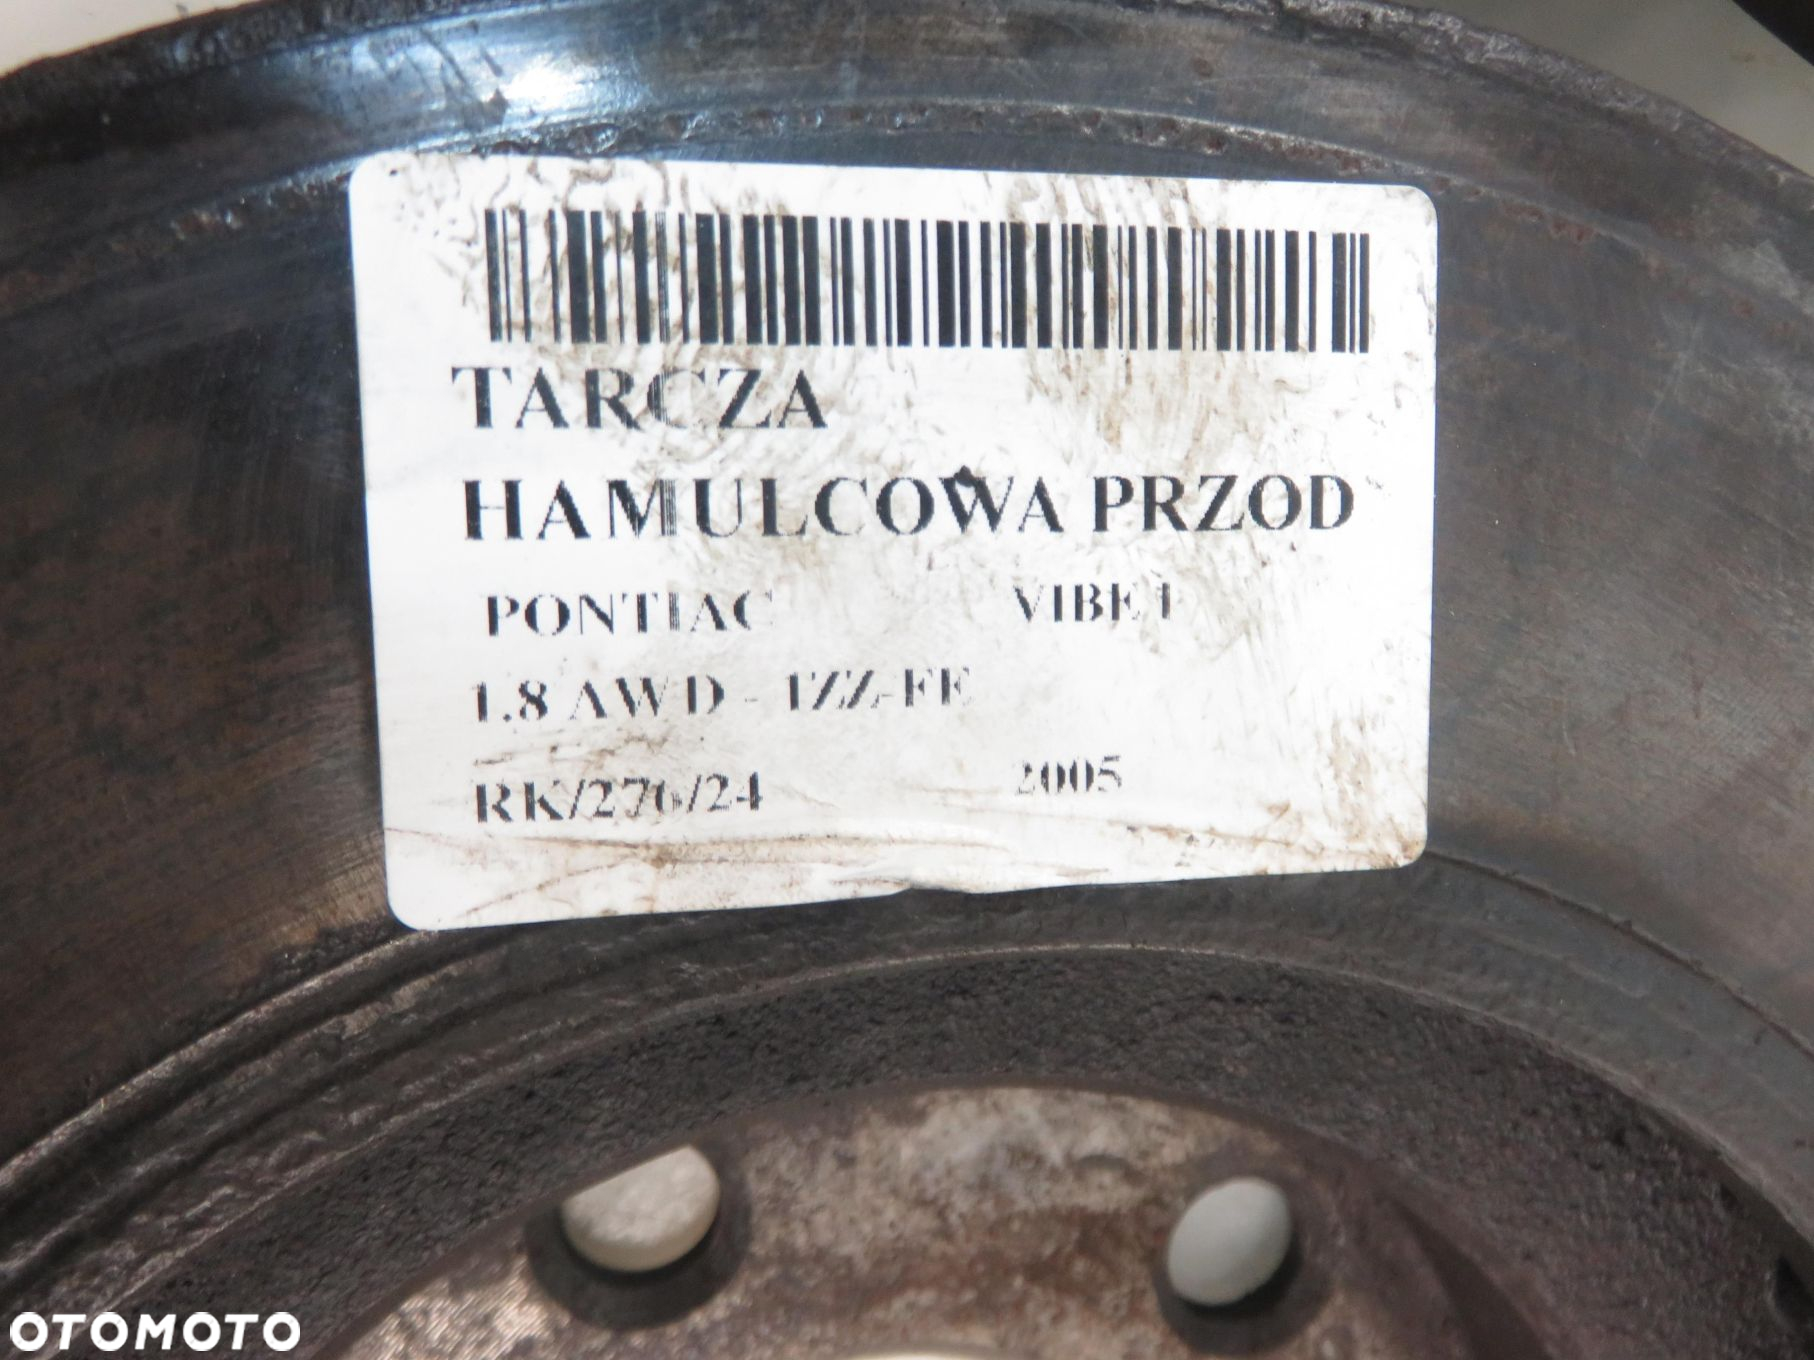 TARCZA
HAMULCOWA PRZOD
PONTIAC VIBE I
1.8 AWD - 1ZZ-FE
RK/276/24 2005
OTOMOTO